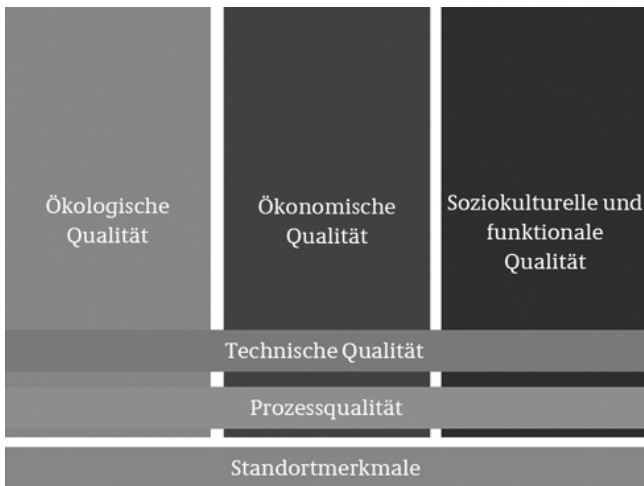 Ökologische
Qualität
Ökonomische
Qualität
Soziokulturelle und
funktionale
Qualität
Technische Qualität
Prozessqualität
Standortmerkmale